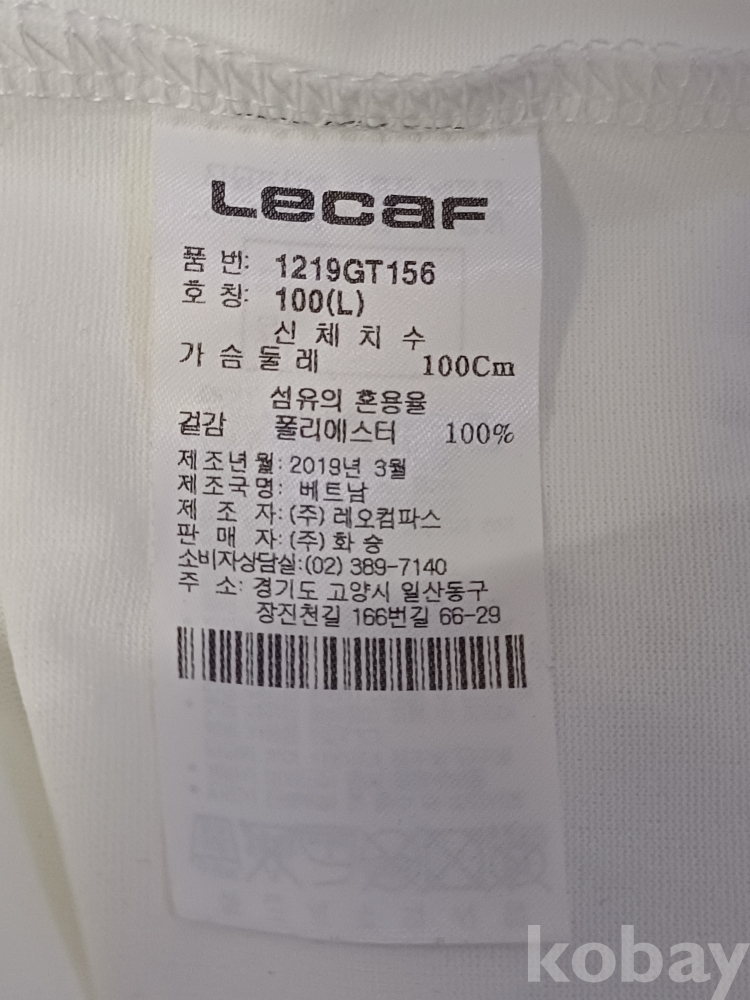 Lecaf
품 번: 1219GT156
호 칭: 100(L)
신 체 치 수
가 슴 둘 레 100Cm
섬유의 혼용율
겉감 폴리에스터 100%
제조년월: 2019년 3월
제조국명: 베트남
제 조 자: (주) 레오컴파스
판 매 자: (주) 화 승
소비자상담실:(02) 389-7140
주 소: 경기도 고양시 일산동구
장진천길 166번길 66-29
kobay